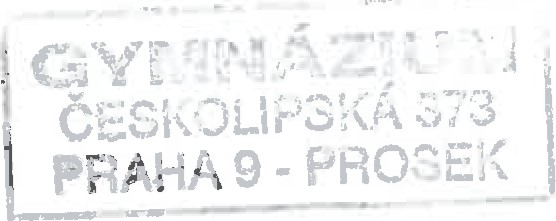 GYMNÁZIUM
ČESKOLIPSKÁ 373
PRAHA 9 - PROSEK